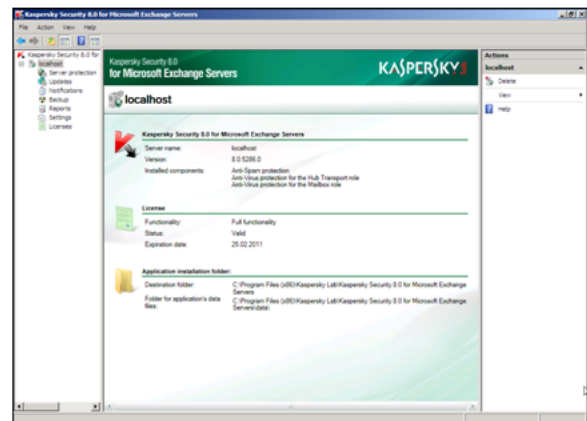 Kaspersky Security 8.0 for Microsoft Exchange Servers
File Action View Help
Kaspersky Security 8.0 for
localhost
Server protection
Updates
Notifications
Backup
Reports
Settings
Licenses
Kaspersky Security 8.0
for Microsoft Exchange Servers
KASPERSKY
localhost
Kaspersky Security 8.0 for Microsoft Exchange Servers
Server name: localhost
Version: 8.0.5286.0
Installed components: Anti-Spam protection
Anti-Virus protection for the Hub Transport role
Anti-Virus protection for the Mailbox role
License
Functionality: Full functionality
Status: Valid
Expiration date: 25.02.2011
Application installation folder:
Destination folder: C:\Program Files (x86)\Kaspersky Lab\Kaspersky Security 8.0 for Microsoft Exchange
Servers
Folder for application's data files: C:\Program Files (x86)\Kaspersky Lab\Kaspersky Security 8.0 for Microsoft Exchange
Servers\data\
Actions
localhost
Delete
View
Help